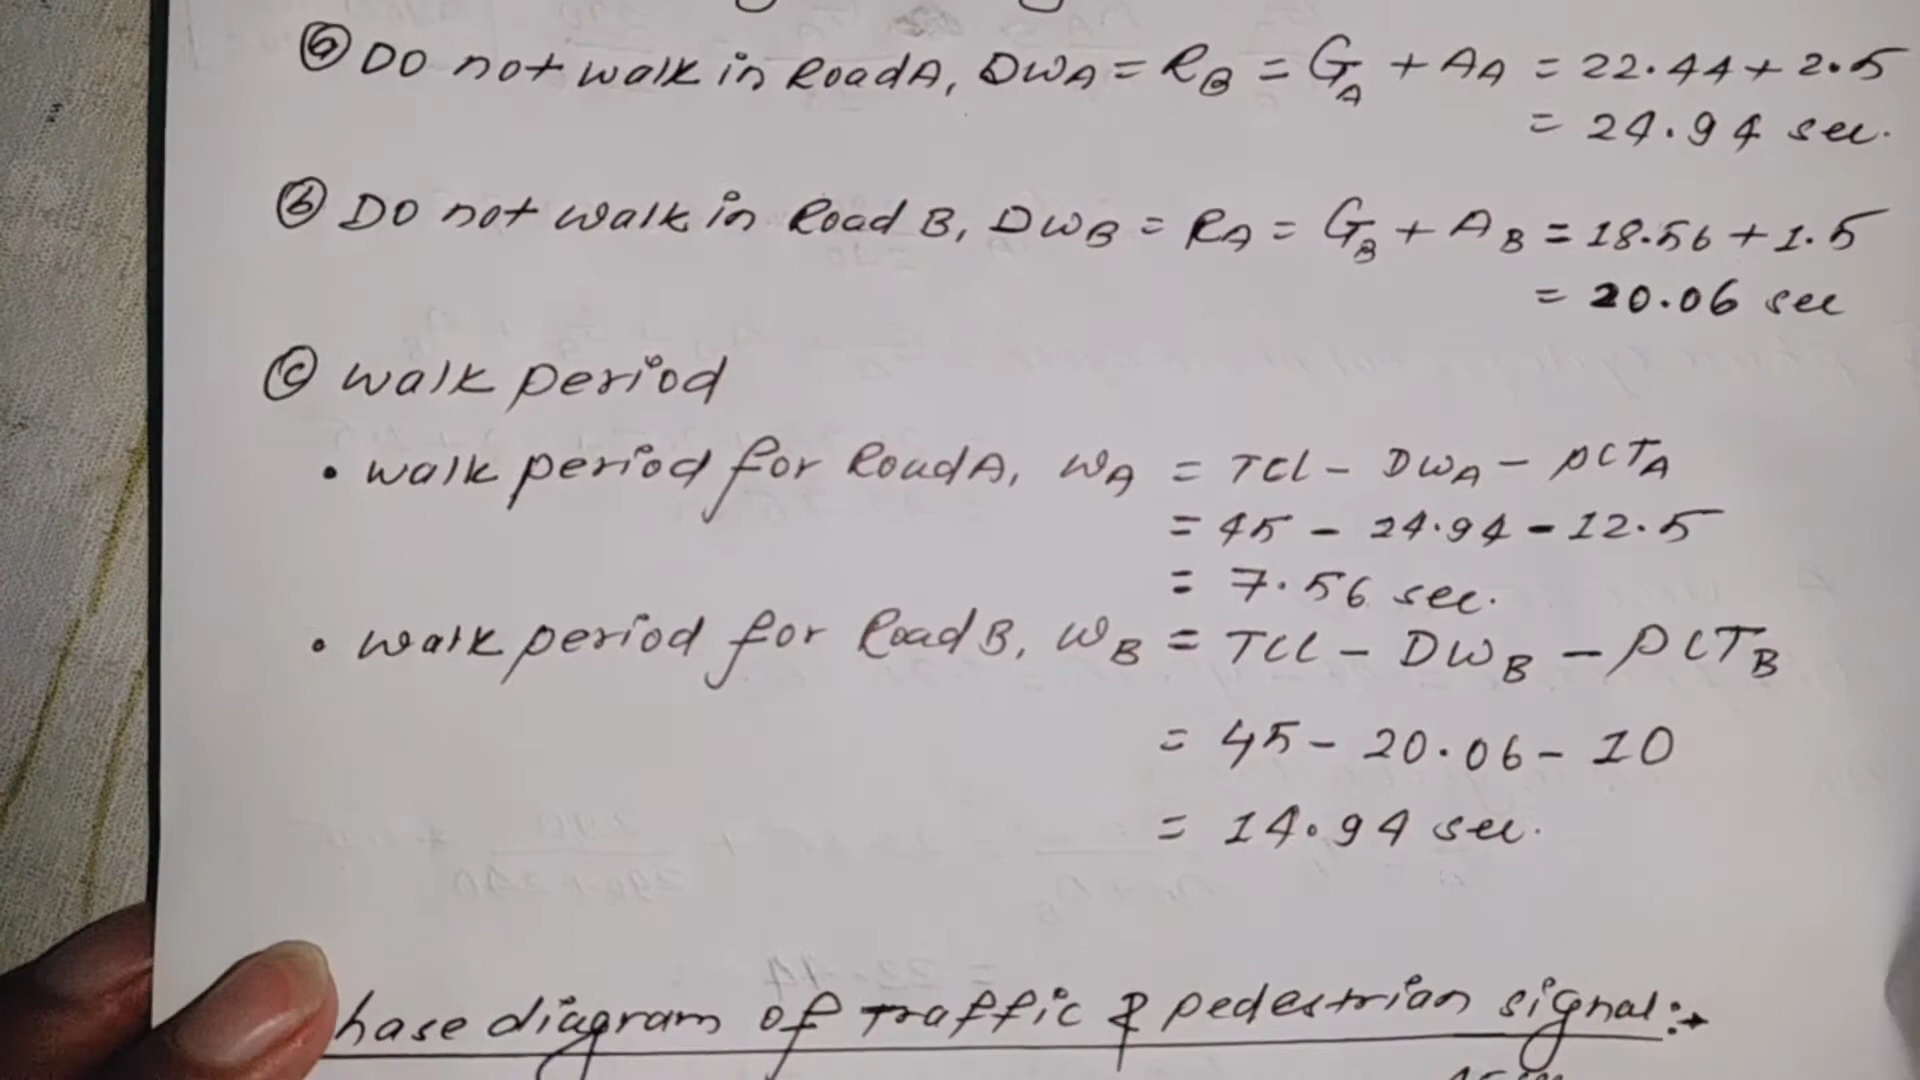 ⓐ Do not walk in Road A, DWA = RB = GA + AA = 22.44 + 2.5
= 24.94 sec.
ⓑ Do not walk in Road B, DWB = RA = GB + AB = 18.56 + 1.5
= 20.06 sec
ⓒ walk period
• walk period for Road A, WA = TCL - DWA - PCTA
= 45 - 24.94 - 12.5
= 7.56 sec.
• walk period for Road B, WB = TCL - DWB - PCTB
= 45 - 20.06 - 10
= 14.94 sec.
hase diagram of traffic & pedestrian signal:→